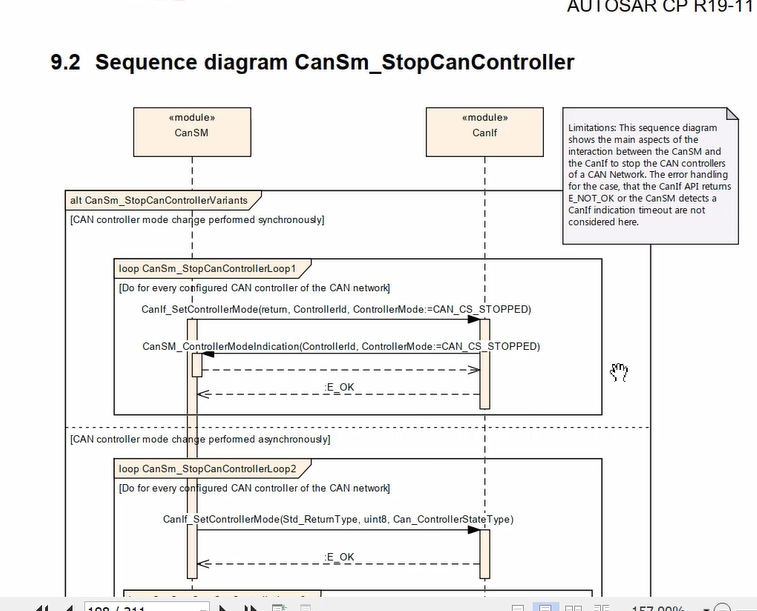 AUTOSAR CP R19-11
9.2 Sequence diagram CanSm_StopCanController
«module»
CanSM
«module»
CanIf
Limitations: This sequence diagram
shows the main aspects of the
interaction between the CanSM and
the CanIf to stop the CAN controllers
of a CAN Network. The error handling
for the case, that the CanIf API returns
E_NOT_OK or the CanSM detects a
CanIf indication timeout are not
considered here.
alt CanSm_StopCanControllerVariants
[CAN controller mode change performed synchronously]
loop CanSm_StopCanControllerLoop1
[Do for every configured CAN controller of the CAN network]
CanIf_SetControllerMode(return, ControllerId, ControllerMode:=CAN_CS_STOPPED)
CanSM_ControllerModeIndication(ControllerId, ControllerMode:=CAN_CS_STOPPED)
:E_OK
[CAN controller mode change performed asynchronously]
loop CanSm_StopCanControllerLoop2
[Do for every configured CAN controller of the CAN network]
CanIf_SetControllerMode(Std_ReturnType, uint8, Can_ControllerStateType)
:E_OK